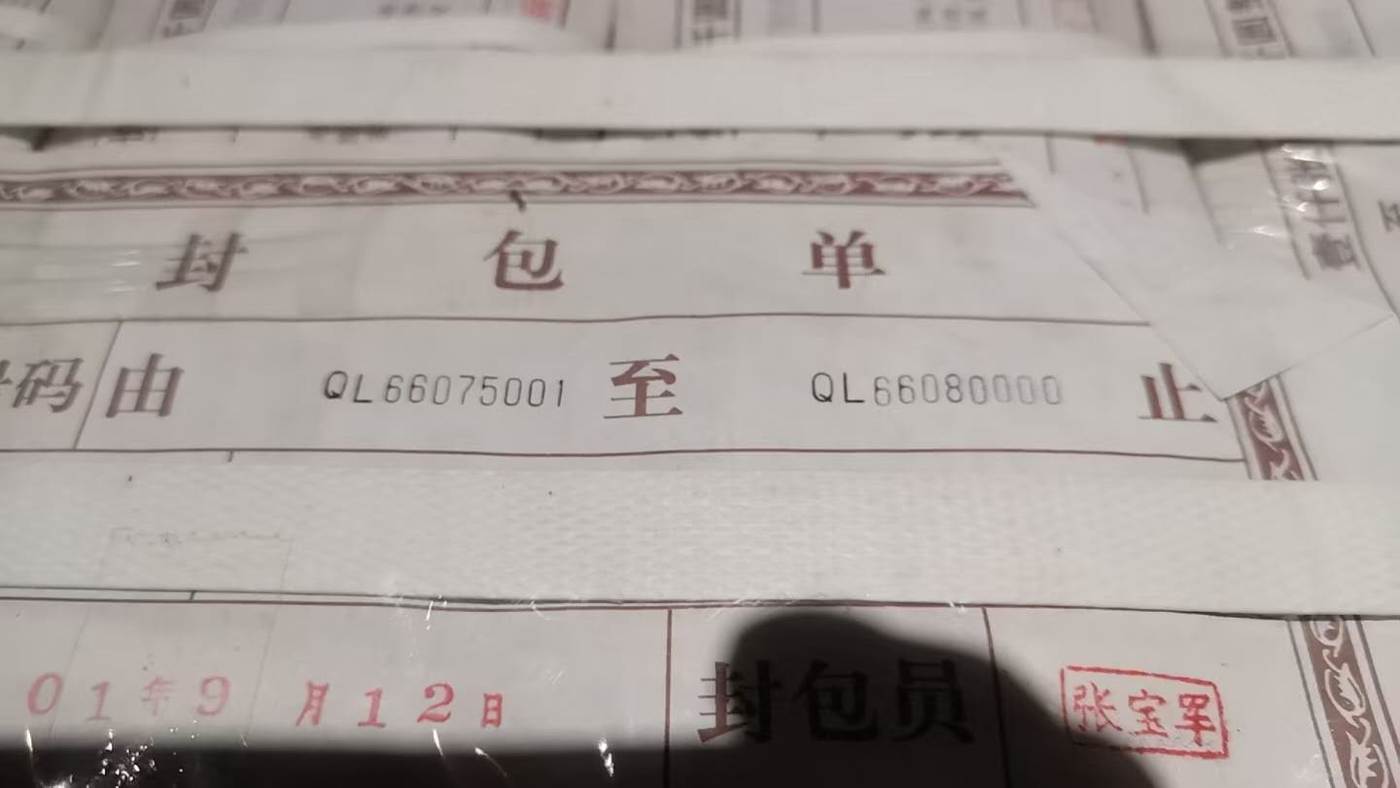 封包单
号码 由 QL66075001 至 QL66080000 止
01年9月12日 封包员 张宝军